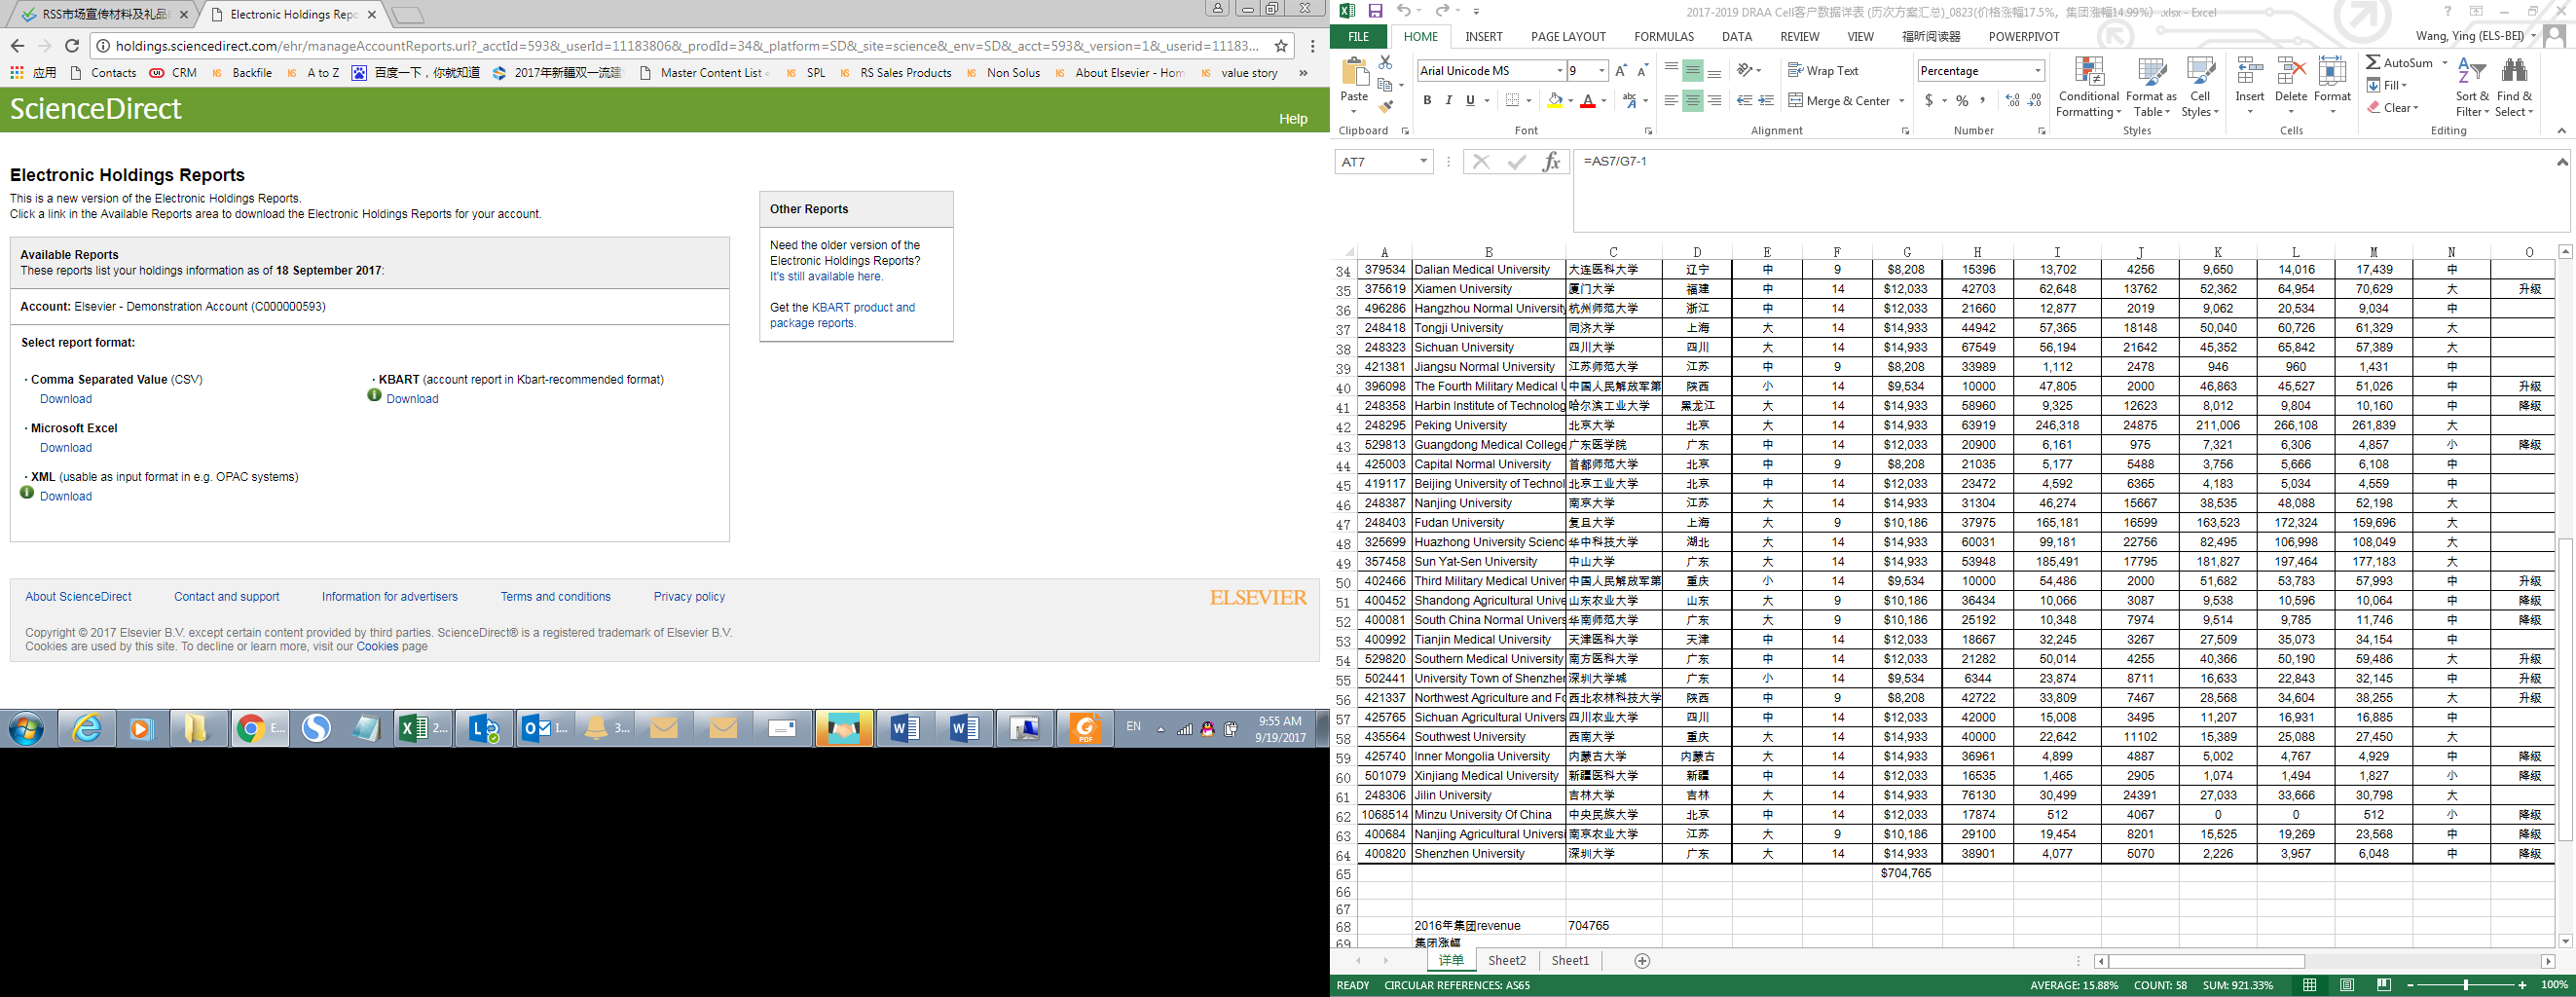 RSS市场宣传材料及礼品
Electronic Holdings Repo
holdings.sciencedirect.com/ehr/manageAccountReports.url?_acctId=593&_userId=11183806&_prodId=34&_platform=SD&_site=science&_env=SD&_acct=593&_version=1&_userid=11183...
应用 Contacts CRM Backfile A to Z 百度一下，你就知道 2017年新疆双一流建 Master Content List SPL RS Sales Products Non Solus About Elsevier - Hom value story »
ScienceDirect
Help
Electronic Holdings Reports
This is a new version of the Electronic Holdings Reports.
Click a link in the Available Reports area to download the Electronic Holdings Reports for your account.
Available Reports
These reports list your holdings information as of 18 September 2017:
Account: Elsevier - Demonstration Account (C000000593)
Select report format:
· Comma Separated Value (CSV)
Download
· KBART (account report in Kbart-recommended format)
Download
· Microsoft Excel
Download
· XML (usable as input format in e.g. OPAC systems)
Download
Other Reports
Need the older version of the
Electronic Holdings Reports?
It's still available here.
Get the KBART product and
package reports.
About ScienceDirect Contact and support Information for advertisers Terms and conditions Privacy policy
ELSEVIER
Copyright © 2017 Elsevier B.V. except certain content provided by third parties. ScienceDirect® is a registered trademark of Elsevier B.V.
Cookies are used by this site. To decline or learn more, visit our Cookies page
E... 2... I... 3... EN 9:55 AM
9/19/2017
2017-2019 DRAA Cell客户数据详表 (历次方案汇总)_0823(价格涨幅17.5%，集团涨幅14.99%) .xlsx - Excel
FILE HOME INSERT PAGE LAYOUT FORMULAS DATA REVIEW VIEW 福昕阅读器 POWERPIVOT Wang, Ying (ELS-BEI)
Paste
Clipboard
Arial Unicode MS 9
B I U
Font
Wrap Text
Merge & Center
Alignment
Percentage
$ % ,
Number
Conditional Formatting Format as Table Cell Styles
Styles
Insert Delete Format
Cells
AutoSum
Fill
Clear
Sort & Filter Find & Select
Editing
AT7 fx =AS7/G7-1
A B C D E F G H I J K L M N O
34 379534 Dalian Medical University 大连医科大学 辽宁 中 9 $8,208 15396 13,702 4256 9,650 14,016 17,439 中
35 375619 Xiamen University 厦门大学 福建 中 14 $12,033 42703 62,648 13762 52,362 64,954 70,629 大 升级
36 496286 Hangzhou Normal University 杭州师范大学 浙江 中 14 $12,033 21660 12,877 2019 9,062 20,534 9,034 中
37 248418 Tongji University 同济大学 上海 大 14 $14,933 44942 57,365 18148 50,040 60,726 61,329 大
38 248323 Sichuan University 四川大学 四川 大 14 $14,933 67549 56,194 21642 45,352 65,842 57,389 大
39 421381 Jiangsu Normal University 江苏师范大学 江苏 中 9 $8,208 33989 1,112 2478 946 960 1,431 中
40 396098 The Fourth Military Medical U 中国人民解放军第 陕西 小 14 $9,534 10000 47,805 2000 46,863 45,527 51,026 中 升级
41 248358 Harbin Institute of Technolog 哈尔滨工业大学 黑龙江 大 14 $14,933 58960 9,325 12623 8,012 9,804 10,160 中 降级
42 248295 Peking University 北京大学 北京 大 14 $14,933 63919 246,318 24875 211,006 266,108 261,839 大
43 529813 Guangdong Medical College 广东医学院 广东 中 14 $12,033 20900 6,161 975 7,321 6,306 4,857 小 降级
44 425003 Capital Normal University 首都师范大学 北京 中 9 $8,208 21035 5,177 5488 3,756 5,666 6,108 中
45 419117 Beijing University of Technol 北京工业大学 北京 中 14 $12,033 23472 4,592 6365 4,183 5,034 4,559 中
46 248387 Nanjing University 南京大学 江苏 大 14 $14,933 31304 46,274 15667 38,535 48,088 52,198 大
47 248403 Fudan University 复旦大学 上海 大 9 $10,186 37975 165,181 16599 163,523 172,324 159,696 大
48 325699 Huazhong University Scienc 华中科技大学 湖北 大 14 $14,933 60031 99,181 22756 82,495 106,998 108,049 大
49 357458 Sun Yat-Sen University 中山大学 广东 大 14 $14,933 53948 185,491 17795 181,827 197,464 177,183 大
50 402466 Third Military Medical Univer 中国人民解放军第 重庆 小 14 $9,534 10000 54,486 2000 51,682 53,783 57,993 中 升级
51 400452 Shandong Agricultural Unive 山东农业大学 山东 大 9 $10,186 36434 10,066 3087 9,538 10,596 10,064 中 降级
52 400081 South China Normal Univers 华南师范大学 广东 大 9 $10,186 25192 10,348 7974 9,514 9,785 11,746 中 降级
53 400992 Tianjin Medical University 天津医科大学 天津 中 14 $12,033 18667 32,245 3267 27,509 35,073 34,154 中
54 529820 Southern Medical University 南方医科大学 广东 中 14 $12,033 21282 50,014 4255 40,366 50,190 59,486 大 升级
55 502441 University Town of Shenzhen 深圳大学城 广东 小 14 $9,534 6344 23,874 8711 16,633 22,843 32,145 中 升级
56 421337 Northwest Agriculture and Fo 西北农林科技大学 陕西 中 9 $8,208 42722 33,809 7467 28,568 34,604 38,255 大 升级
57 425765 Sichuan Agricultural Univers 四川农业大学 四川 中 14 $12,033 42000 15,008 3495 11,207 16,931 16,885 中
58 435564 Southwest University 西南大学 重庆 大 14 $14,933 40000 22,642 11102 15,389 25,088 27,450 大
59 425740 Inner Mongolia University 内蒙古大学 内蒙古 大 14 $14,933 36961 4,899 4887 5,002 4,767 4,929 中 降级
60 501079 Xinjiang Medical University 新疆医科大学 新疆 中 14 $12,033 16535 1,465 2905 1,074 1,494 1,827 小 降级
61 248306 Jilin University 吉林大学 吉林 大 14 $14,933 76130 30,499 24391 27,033 33,666 30,798 大
62 1068514 Minzu University Of China 中央民族大学 北京 中 14 $12,033 17874 512 4067 0 0 512 小 降级
63 400684 Nanjing Agricultural Universi 南京农业大学 江苏 大 9 $10,186 29100 19,454 8201 15,525 19,269 23,568 中 降级
64 400820 Shenzhen University 深圳大学 广东 大 14 $14,933 38901 4,077 5070 2,226 3,957 6,048 中 降级
65 $704,765
66
67
68 2016年集团revenue 704765
69 集团涨幅
详单 Sheet2 Sheet1
READY CIRCULAR REFERENCES: AS65 AVERAGE: 15.88% COUNT: 58 SUM: 921.33% 100%